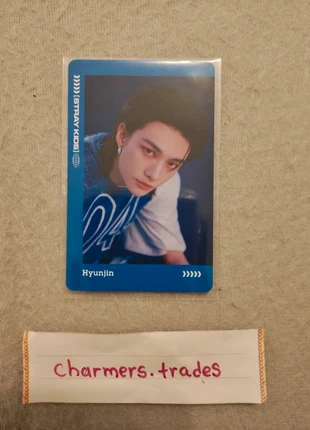 ⟩⟩⟩⟩⟩[STRAY KIDS]
Hyunjin
⟩⟩⟩⟩⟩
charmers.trades